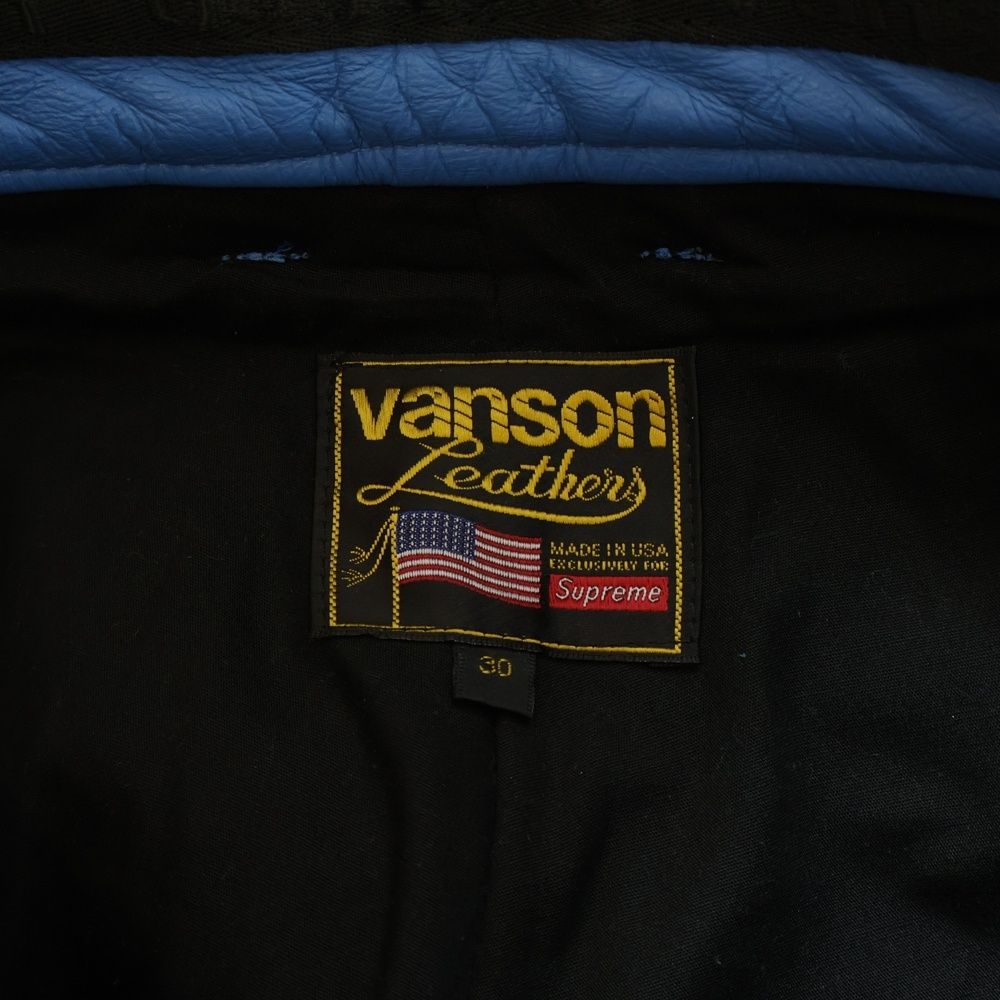 vanson
Leathers
MADE IN USA
EXCLUSIVELY FOR
Supreme
30